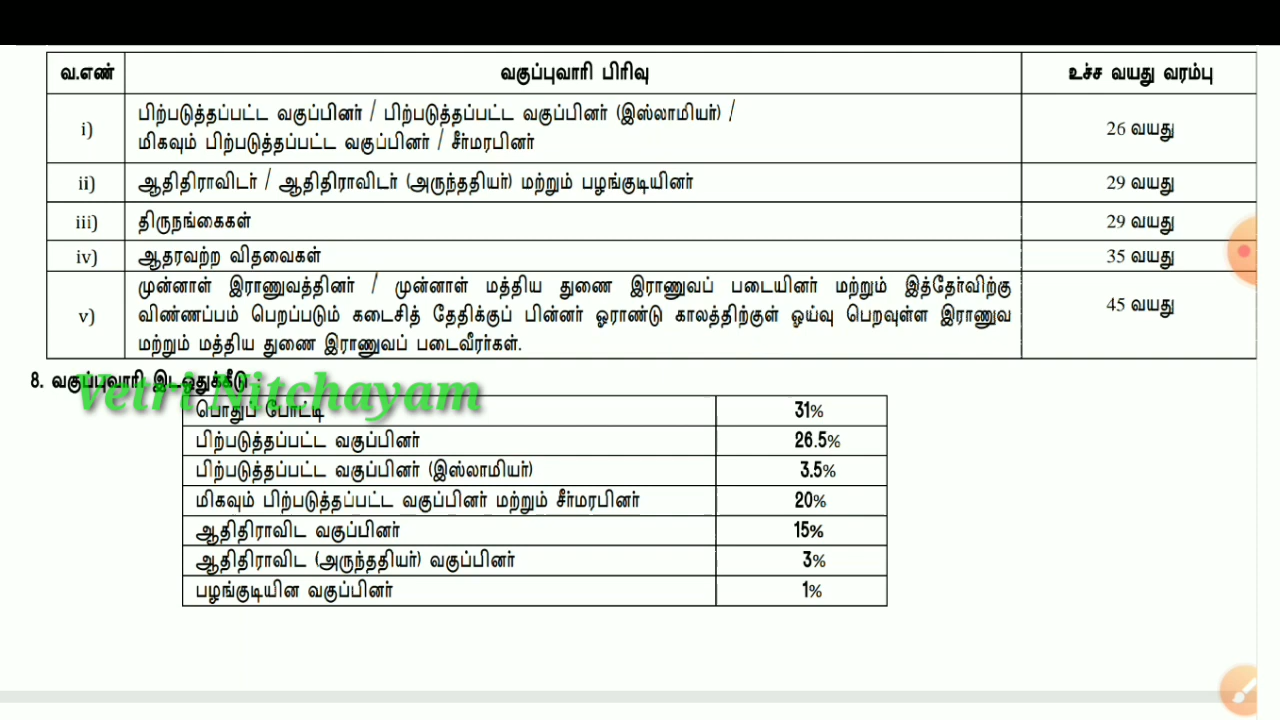 வ.எண் வகுப்புவாரி பிரிவு உச்ச வயது வரம்பு
i) பிற்படுத்தப்பட்ட வகுப்பினர் / பிற்படுத்தப்பட்ட வகுப்பினர் (இஸ்லாமியர்) /
மிகவும் பிற்படுத்தப்பட்ட வகுப்பினர் / சீர்மரபினர் 26 வயது
ii) ஆதிதிராவிடர் / ஆதிதிராவிடர் (அருந்ததியர்) மற்றும் பழங்குடியினர் 29 வயது
iii) திருநங்கைகள் 29 வயது
iv) ஆதரவற்ற விதவைகள் 35 வயது
v) முன்னாள் இராணுவத்தினர் / முன்னாள் மத்திய துணை இராணுவப் படையினர் மற்றும் இத்தேர்விற்கு
விண்ணப்பம் பெறப்படும் கடைசித் தேதிக்குப் பின்னர் ஓராண்டு காலத்திற்குள் ஓய்வு பெறவுள்ள இராணுவ
மற்றும் மத்திய துணை இராணுவப் படைவீரர்கள். 45 வயது
8. வகுப்புவாரி இடஒதுக்கீடு :
Vetri Nitchayam
பொதுப் போட்டி 31%
பிற்படுத்தப்பட்ட வகுப்பினர் 26.5%
பிற்படுத்தப்பட்ட வகுப்பினர் (இஸ்லாமியர்) 3.5%
மிகவும் பிற்படுத்தப்பட்ட வகுப்பினர் மற்றும் சீர்மரபினர் 20%
ஆதிதிராவிட வகுப்பினர் 15%
ஆதிதிராவிட (அருந்ததியர்) வகுப்பினர் 3%
பழங்குடியின வகுப்பினர் 1%